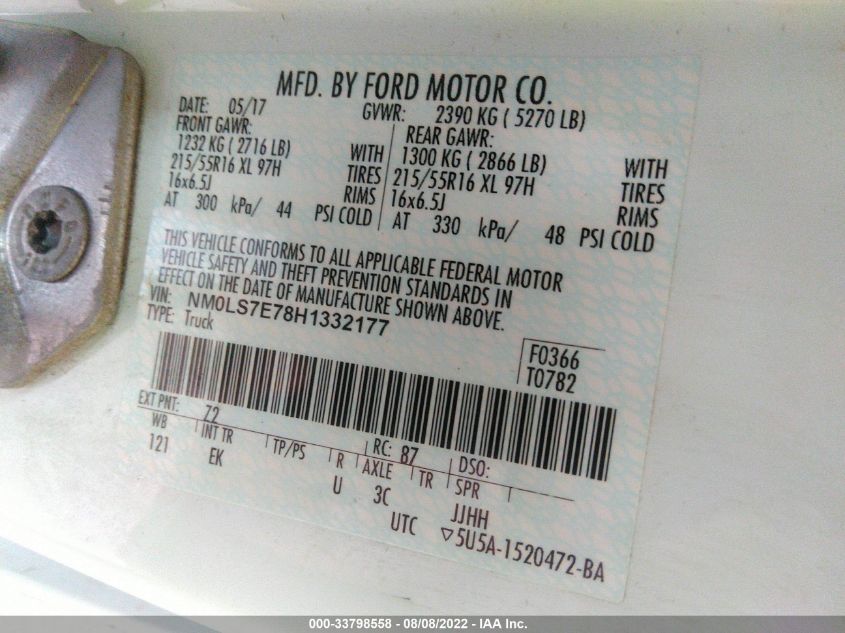 MFD. BY FORD MOTOR CO.
DATE: 05/17 GVWR: 2390 KG ( 5270 LB)
FRONT GAWR: REAR GAWR:
1232 KG ( 2716 LB) WITH 1300 KG ( 2866 LB) WITH
215/55R16 XL 97H TIRES 215/55R16 XL 97H TIRES
16x6.5J RIMS 16x6.5J RIMS
AT 300 kPa/ 44 PSI COLD AT 330 kPa/ 48 PSI COLD
THIS VEHICLE CONFORMS TO ALL APPLICABLE FEDERAL MOTOR
VEHICLE SAFETY AND THEFT PREVENTION STANDARDS IN
EFFECT ON THE DATE OF MANUFACTURE SHOWN ABOVE.
VIN: NM0LS7E78H1332177
TYPE: Truck
F0366
T0782
EXT PNT: Z2 RC: 87 DSO:
WB INT TR TP/PS R AXLE TR SPR
121 EK U 3C JJHH
UTC ▽5U5A-1520472-BA
000-33798558 - 08/08/2022 - IAA Inc.